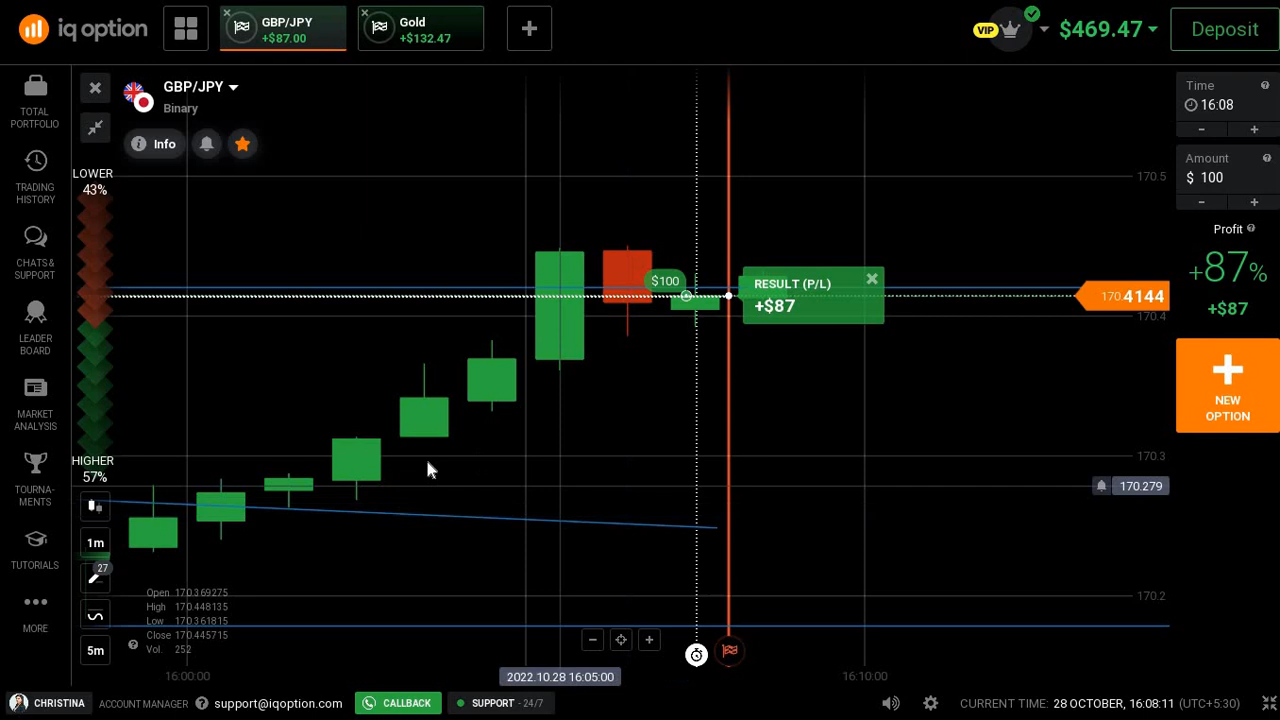 iq option
GBP/JPY
+$87.00
Gold
+$132.47
VIP
$469.47
Deposit
TOTAL
PORTFOLIO
TRADING
HISTORY
CHATS &
SUPPORT
LEADER
BOARD
MARKET
ANALYSIS
TOURNA-
MENTS
TUTORIALS
MORE
GBP/JPY
Binary
Info
LOWER
43%
HIGHER
57%
1m
27
5m
Open 170.369275
High 170.448135
Low 170.361815
Close 170.445715
Vol. 252
$100
RESULT (P/L)
+$87
170.5
170.4144
170.4
170.3
170.279
170.2
16:00:00
2022.10.28 16:05:00
16:10:00
Time
16:08
Amount
$ 100
Profit
+87%
+$87
NEW
OPTION
CHRISTINA
ACCOUNT MANAGER
support@iqoption.com
CALLBACK
SUPPORT - 24/7
CURRENT TIME: 28 OCTOBER, 16:08:11 (UTC+5:30)